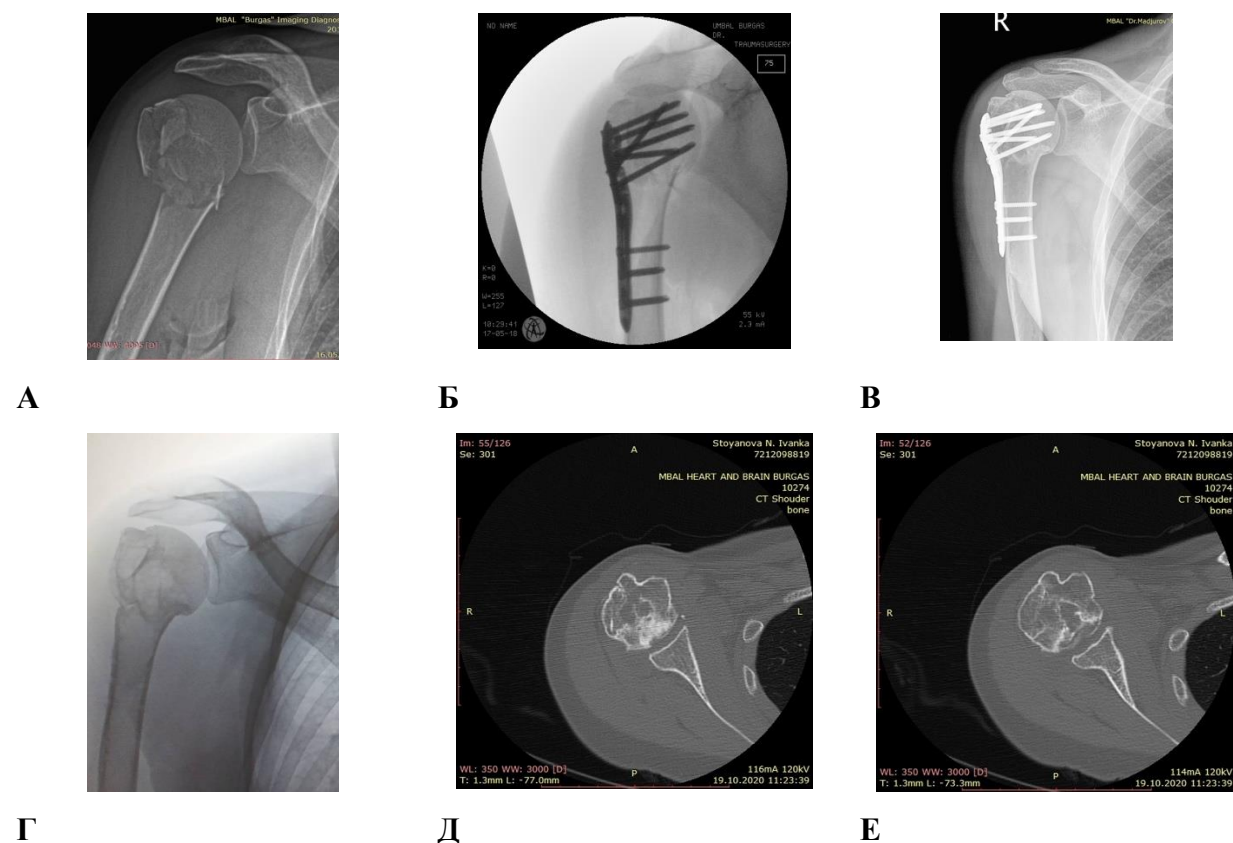 MBAL "Burgas" Imaging Diagno
20.
16.05
NO NAME
UMBAL BURGAS
DR.
TRAUMASURGERY
75
K=0
R=0
W=255
L=127
10:29:41
17-05-18
55 kV
2.3 mA
R
MBAL "Dr.Madjurov"
А
Б
В
Im: 55/126
Se: 301
A
Stoyanova N. Ivanka
7212098819
MBAL HEART AND BRAIN BURGAS
10274
CT Shouder
bone
R
L
WL: 350 WW: 3000 [D]
T: 1.3mm L: -77.0mm
P
116mA 120kV
19.10.2020 11:23:39
Im: 52/126
Se: 301
A
Stoyanova N. Ivanka
7212098819
MBAL HEART AND BRAIN BURGAS
10274
CT Shouder
bone
R
L
WL: 350 WW: 3000 [D]
T: 1.3mm L: -73.3mm
P
114mA 120kV
19.10.2020 11:23:39
Г
Д
Е